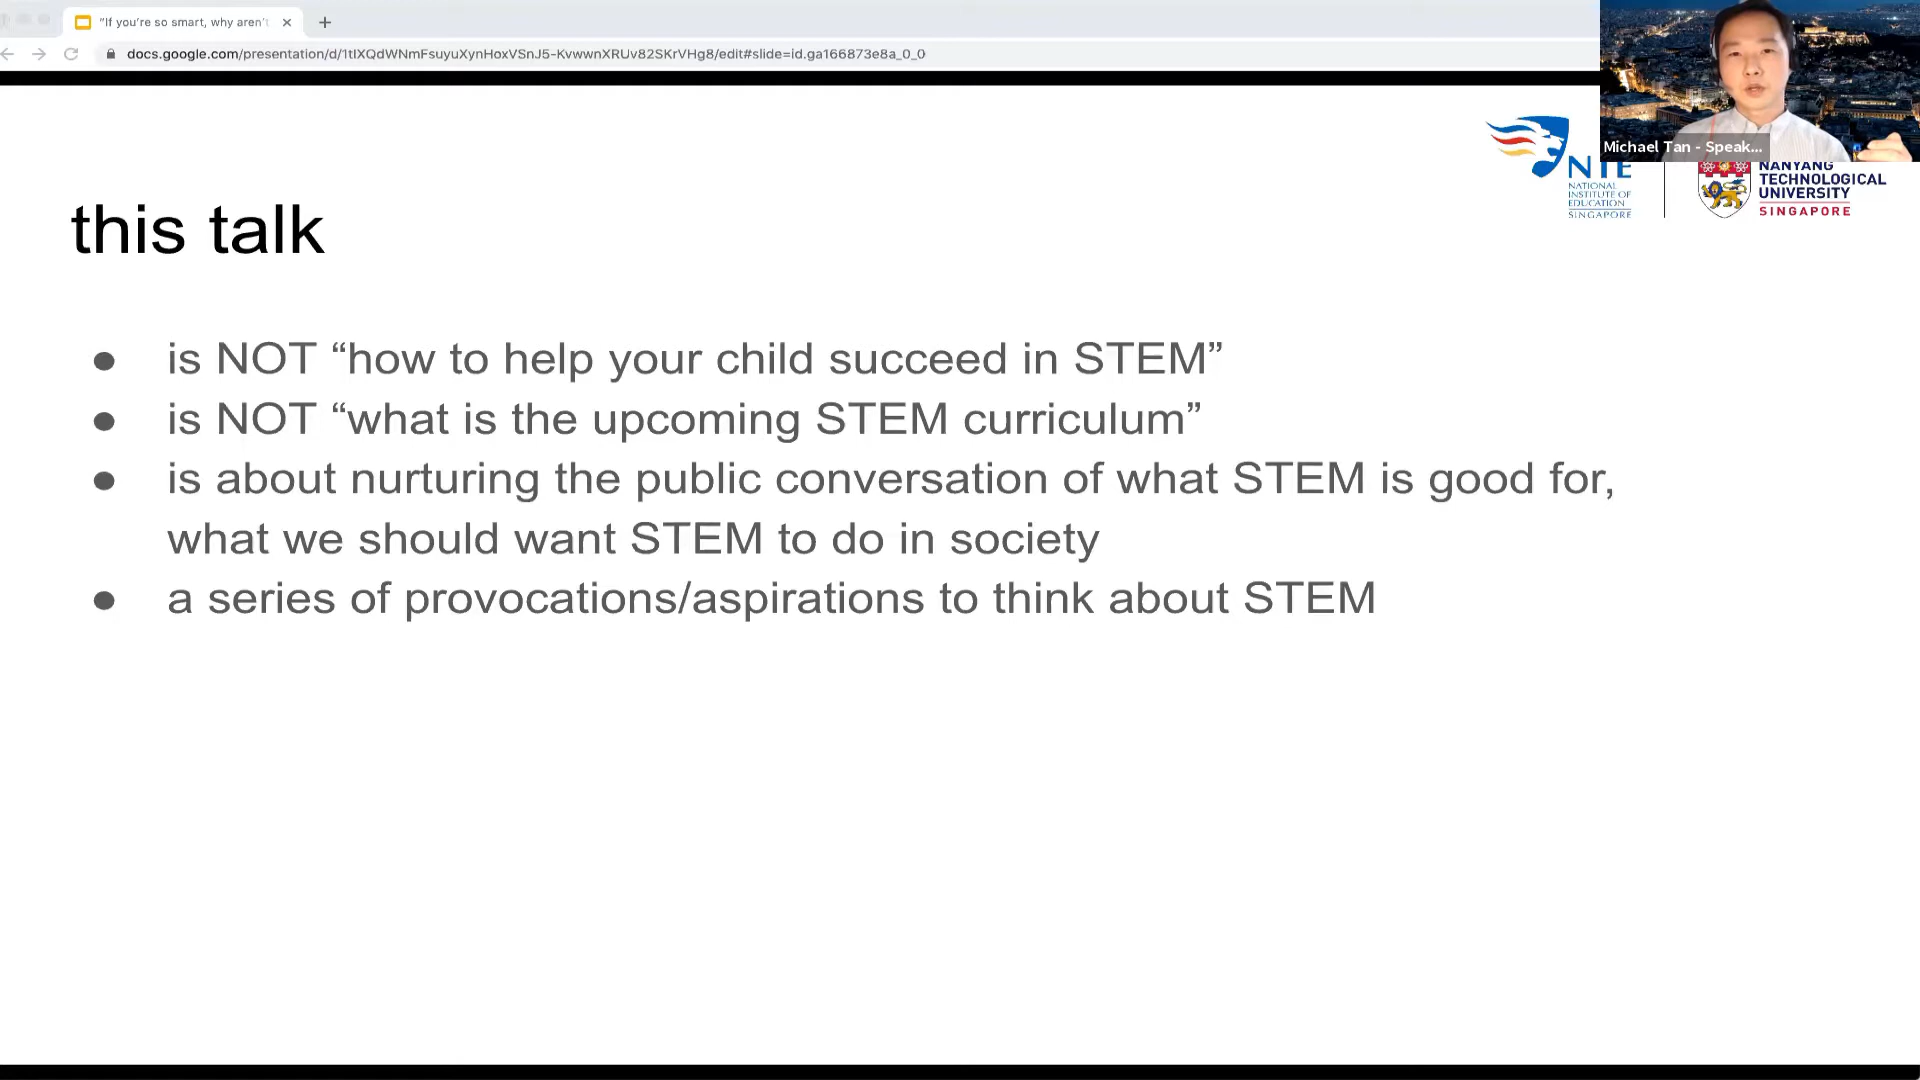 "If you're so smart, why aren't
docs.google.com/presentation/d/1tIXQdWNmFsuyuXynHoxVSnJ5-KvwwnXRUv82SKrVHg8/edit#slide=id.ga166873e8a_0_0
Michael Tan - Speak...
NIE
NATIONAL
INSTITUTE OF
EDUCATION
SINGAPORE
NANYANG
TECHNOLOGICAL
UNIVERSITY
SINGAPORE
this talk
● is NOT “how to help your child succeed in STEM”
● is NOT “what is the upcoming STEM curriculum”
● is about nurturing the public conversation of what STEM is good for,
what we should want STEM to do in society
● a series of provocations/aspirations to think about STEM